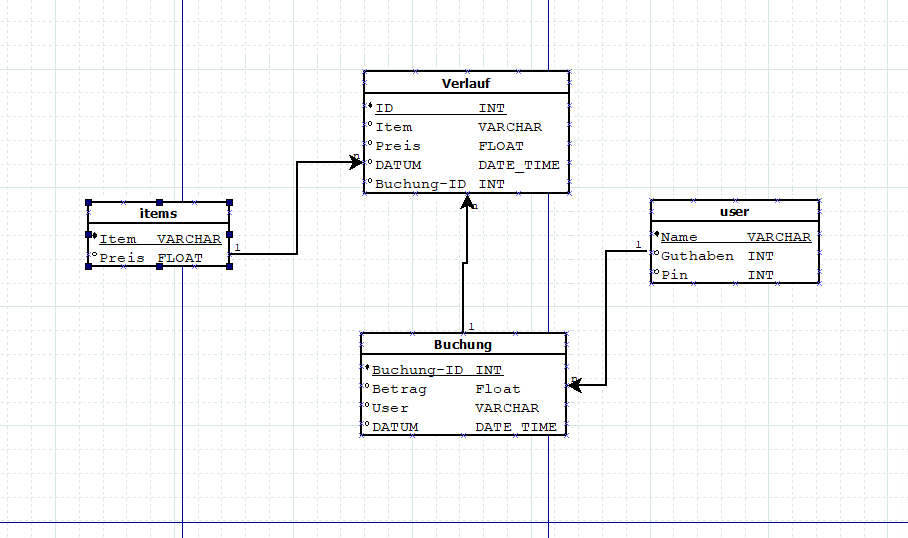 Verlauf
ID INT
Item VARCHAR
Preis FLOAT
DATUM DATE_TIME
Buchung-ID INT
n
n
items
Item VARCHAR
Preis FLOAT
1
user
Name VARCHAR
Guthaben INT
Pin INT
1
Buchung
Buchung-ID INT
Betrag Float
User VARCHAR
DATUM DATE_TIME
1
n